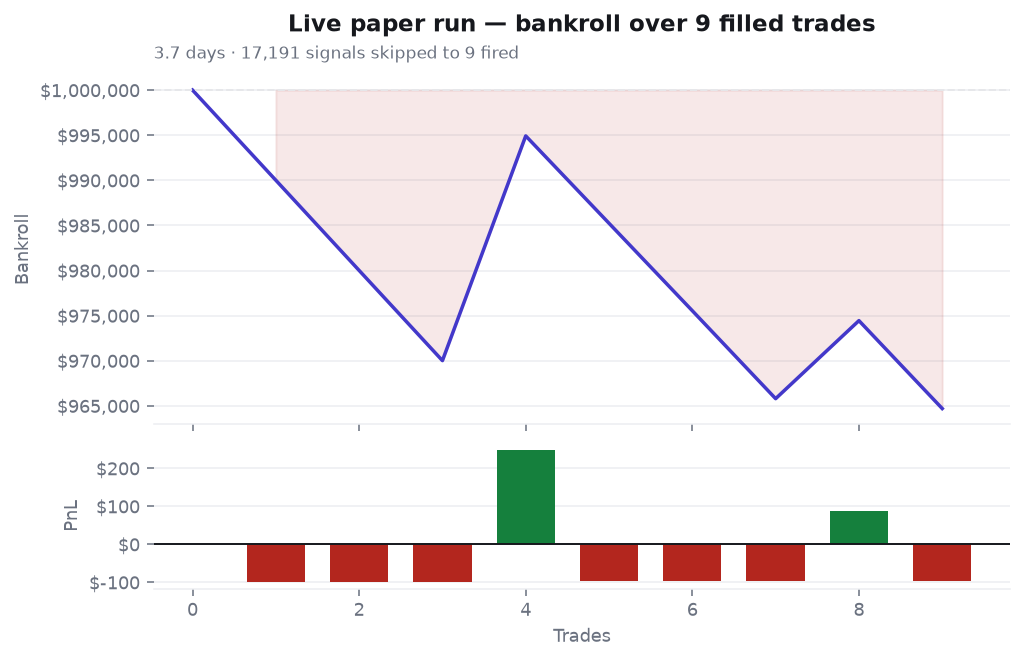 Live paper run — bankroll over 9 filled trades
3.7 days · 17,191 signals skipped to 9 fired
$1,000,000
$995,000
$990,000
$985,000
$980,000
$975,000
$970,000
$965,000
Bankroll
$200
$100
$0
$-100
PnL
0 2 4 6 8
Trades